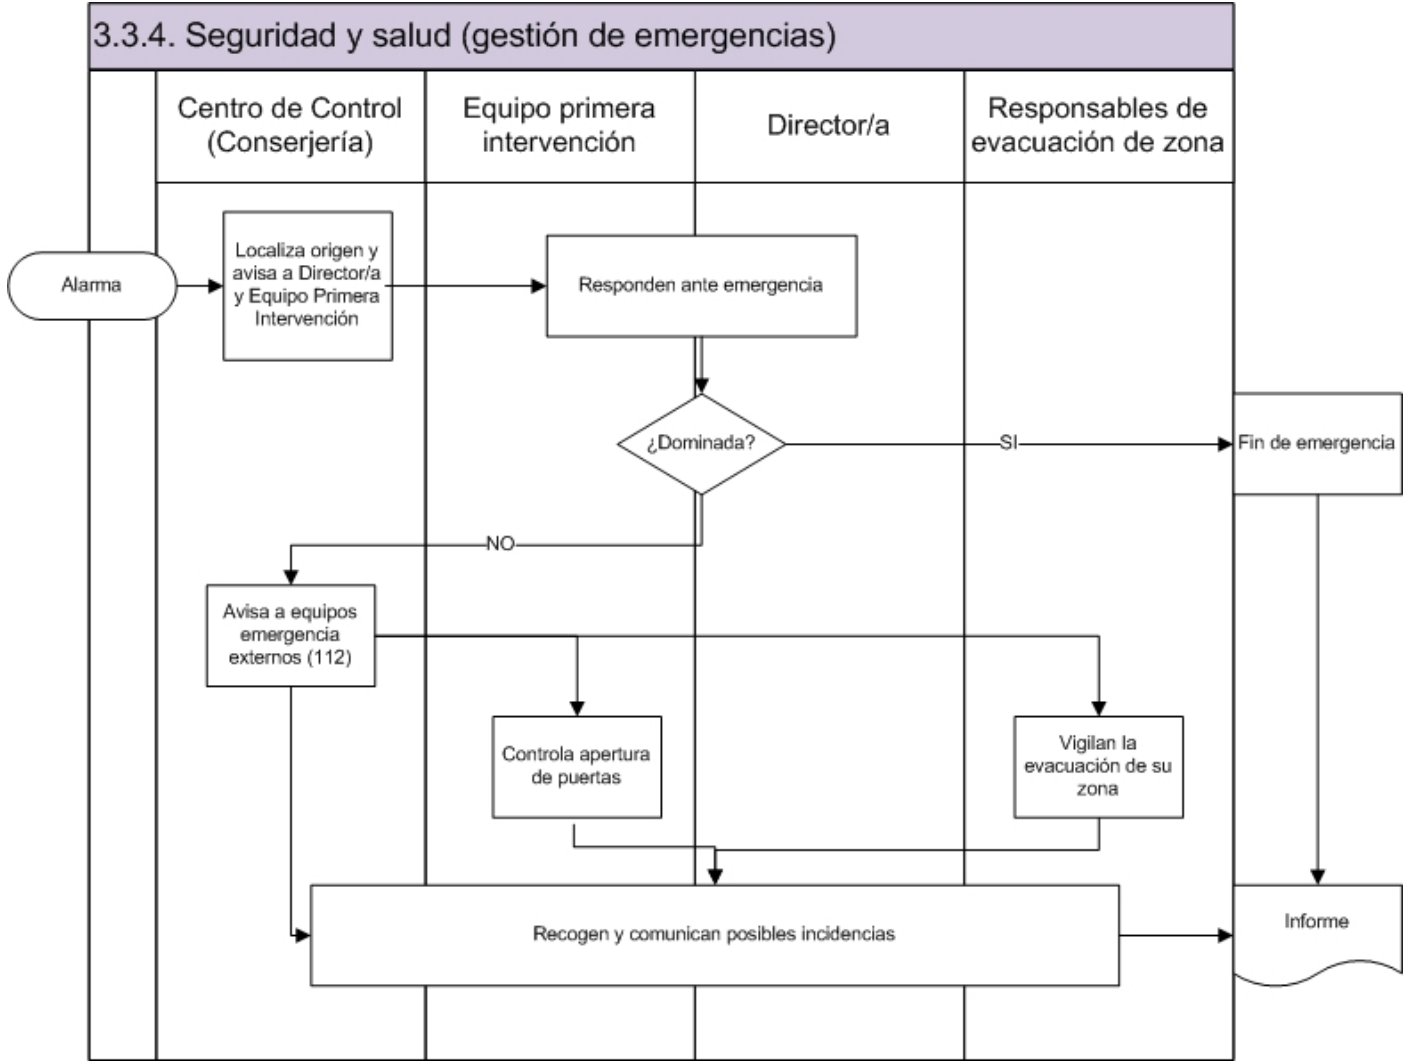 3.3.4. Seguridad y salud (gestión de emergencias)
Centro de Control
(Conserjería)
Equipo primera
intervención
Director/a
Responsables de
evacuación de zona
Alarma
Localiza origen y
avisa a Director/a
y Equipo Primera
Intervención
Responden ante emergencia
¿Dominada?
SI
Fin de emergencia
NO
Avisa a equipos
emergencia
externos (112)
Controla apertura
de puertas
Vigilan la
evacuación de su
zona
Recogen y comunican posibles incidencias
Informe